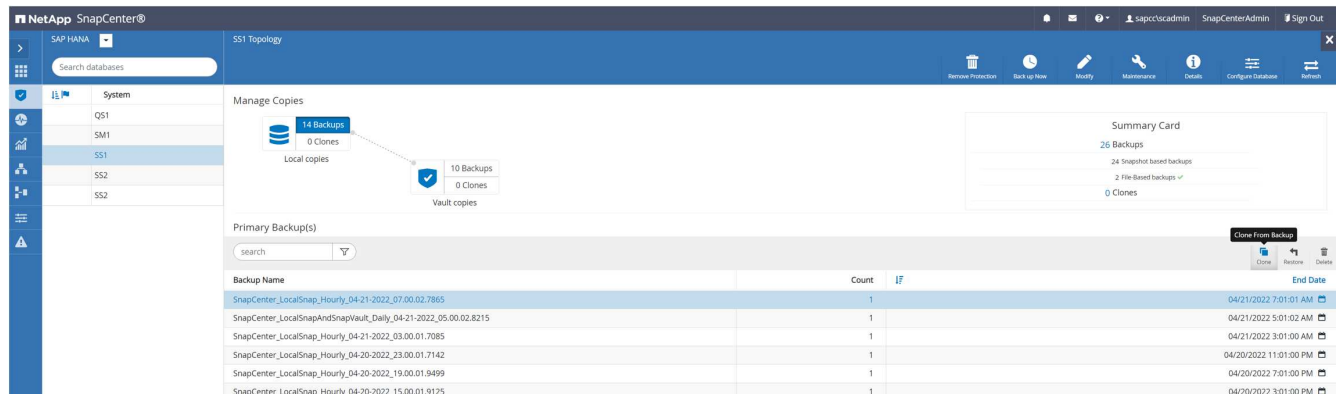 NetApp SnapCenter®
sapcc\scadmin SnapCenterAdmin Sign Out
SAP HANA
SS1 Topology
Search databases
Remove Protection Back up Now Modify Maintenance Details Configure Database Refresh
System
QS1
SM1
SS1
SS2
SS2
Manage Copies
14 Backups
0 Clones
Local copies
10 Backups
0 Clones
Vault copies
Summary Card
26 Backups
24 Snapshot based backups
2 File-Based backups
0 Clones
Primary Backup(s)
Clone From Backup
search
Clone Restore Delete
Backup Name Count End Date
SnapCenter_LocalSnap_Hourly_04-21-2022_07.00.02.7865 1 04/21/2022 7:01:01 AM
SnapCenter_LocalSnapAndSnapVault_Daily_04-21-2022_05.00.02.8215 1 04/21/2022 5:01:02 AM
SnapCenter_LocalSnap_Hourly_04-21-2022_03.00.01.7085 1 04/21/2022 3:01:00 AM
SnapCenter_LocalSnap_Hourly_04-20-2022_23.00.01.7142 1 04/20/2022 11:01:00 PM
SnapCenter_LocalSnap_Hourly_04-20-2022_19.00.01.9499 1 04/20/2022 7:01:00 PM
SnapCenter_LocalSnap_Hourly_04-20-2022_15.00.01.9125 1 04/20/2022 3:01:00 PM